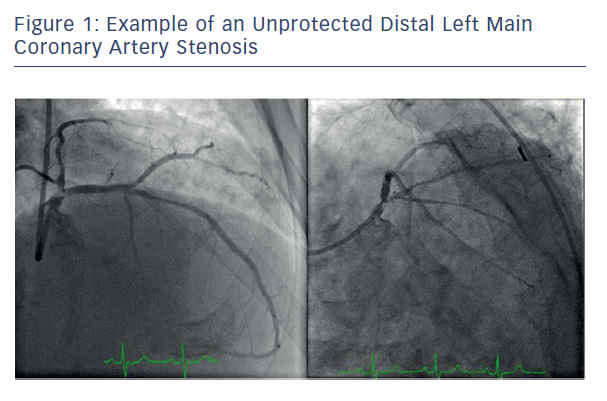 Figure 1: Example of an Unprotected Distal Left Main
Coronary Artery Stenosis